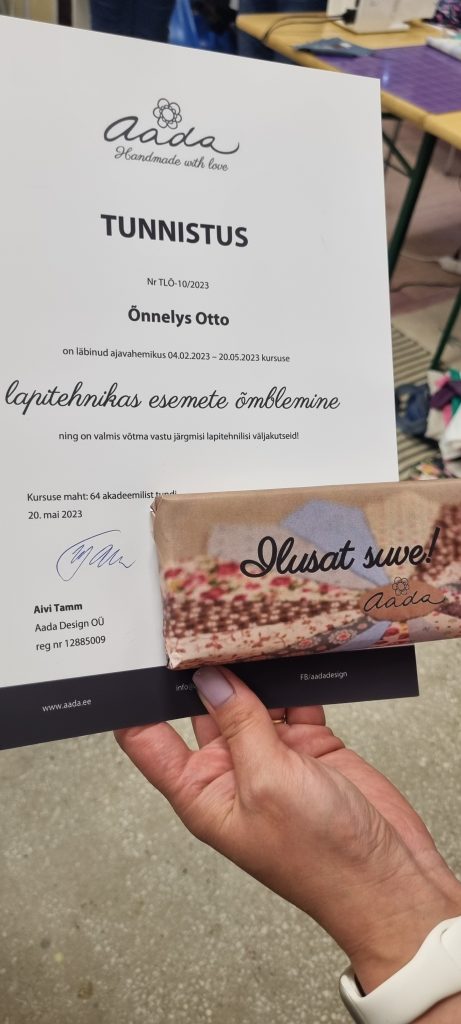 aada
Handmade with love
TUNNISTUS
Nr TLÕ-10/2023
Õnnelys Otto
on läbinud ajavahemikus 04.02.2023 – 20.05.2023 kursuse
lapitehnikas esemete õmblemine
ning on valmis võtma vastu järgmisi lapitehnilisi väljakutseid!
Kursuse maht: 64 akadeemilist tundi
20. mai 2023
Aivi Tamm
Aada Design OÜ
reg nr 12885009
Ilusat suve!
aada
www.aada.ee
FB/aadadesign